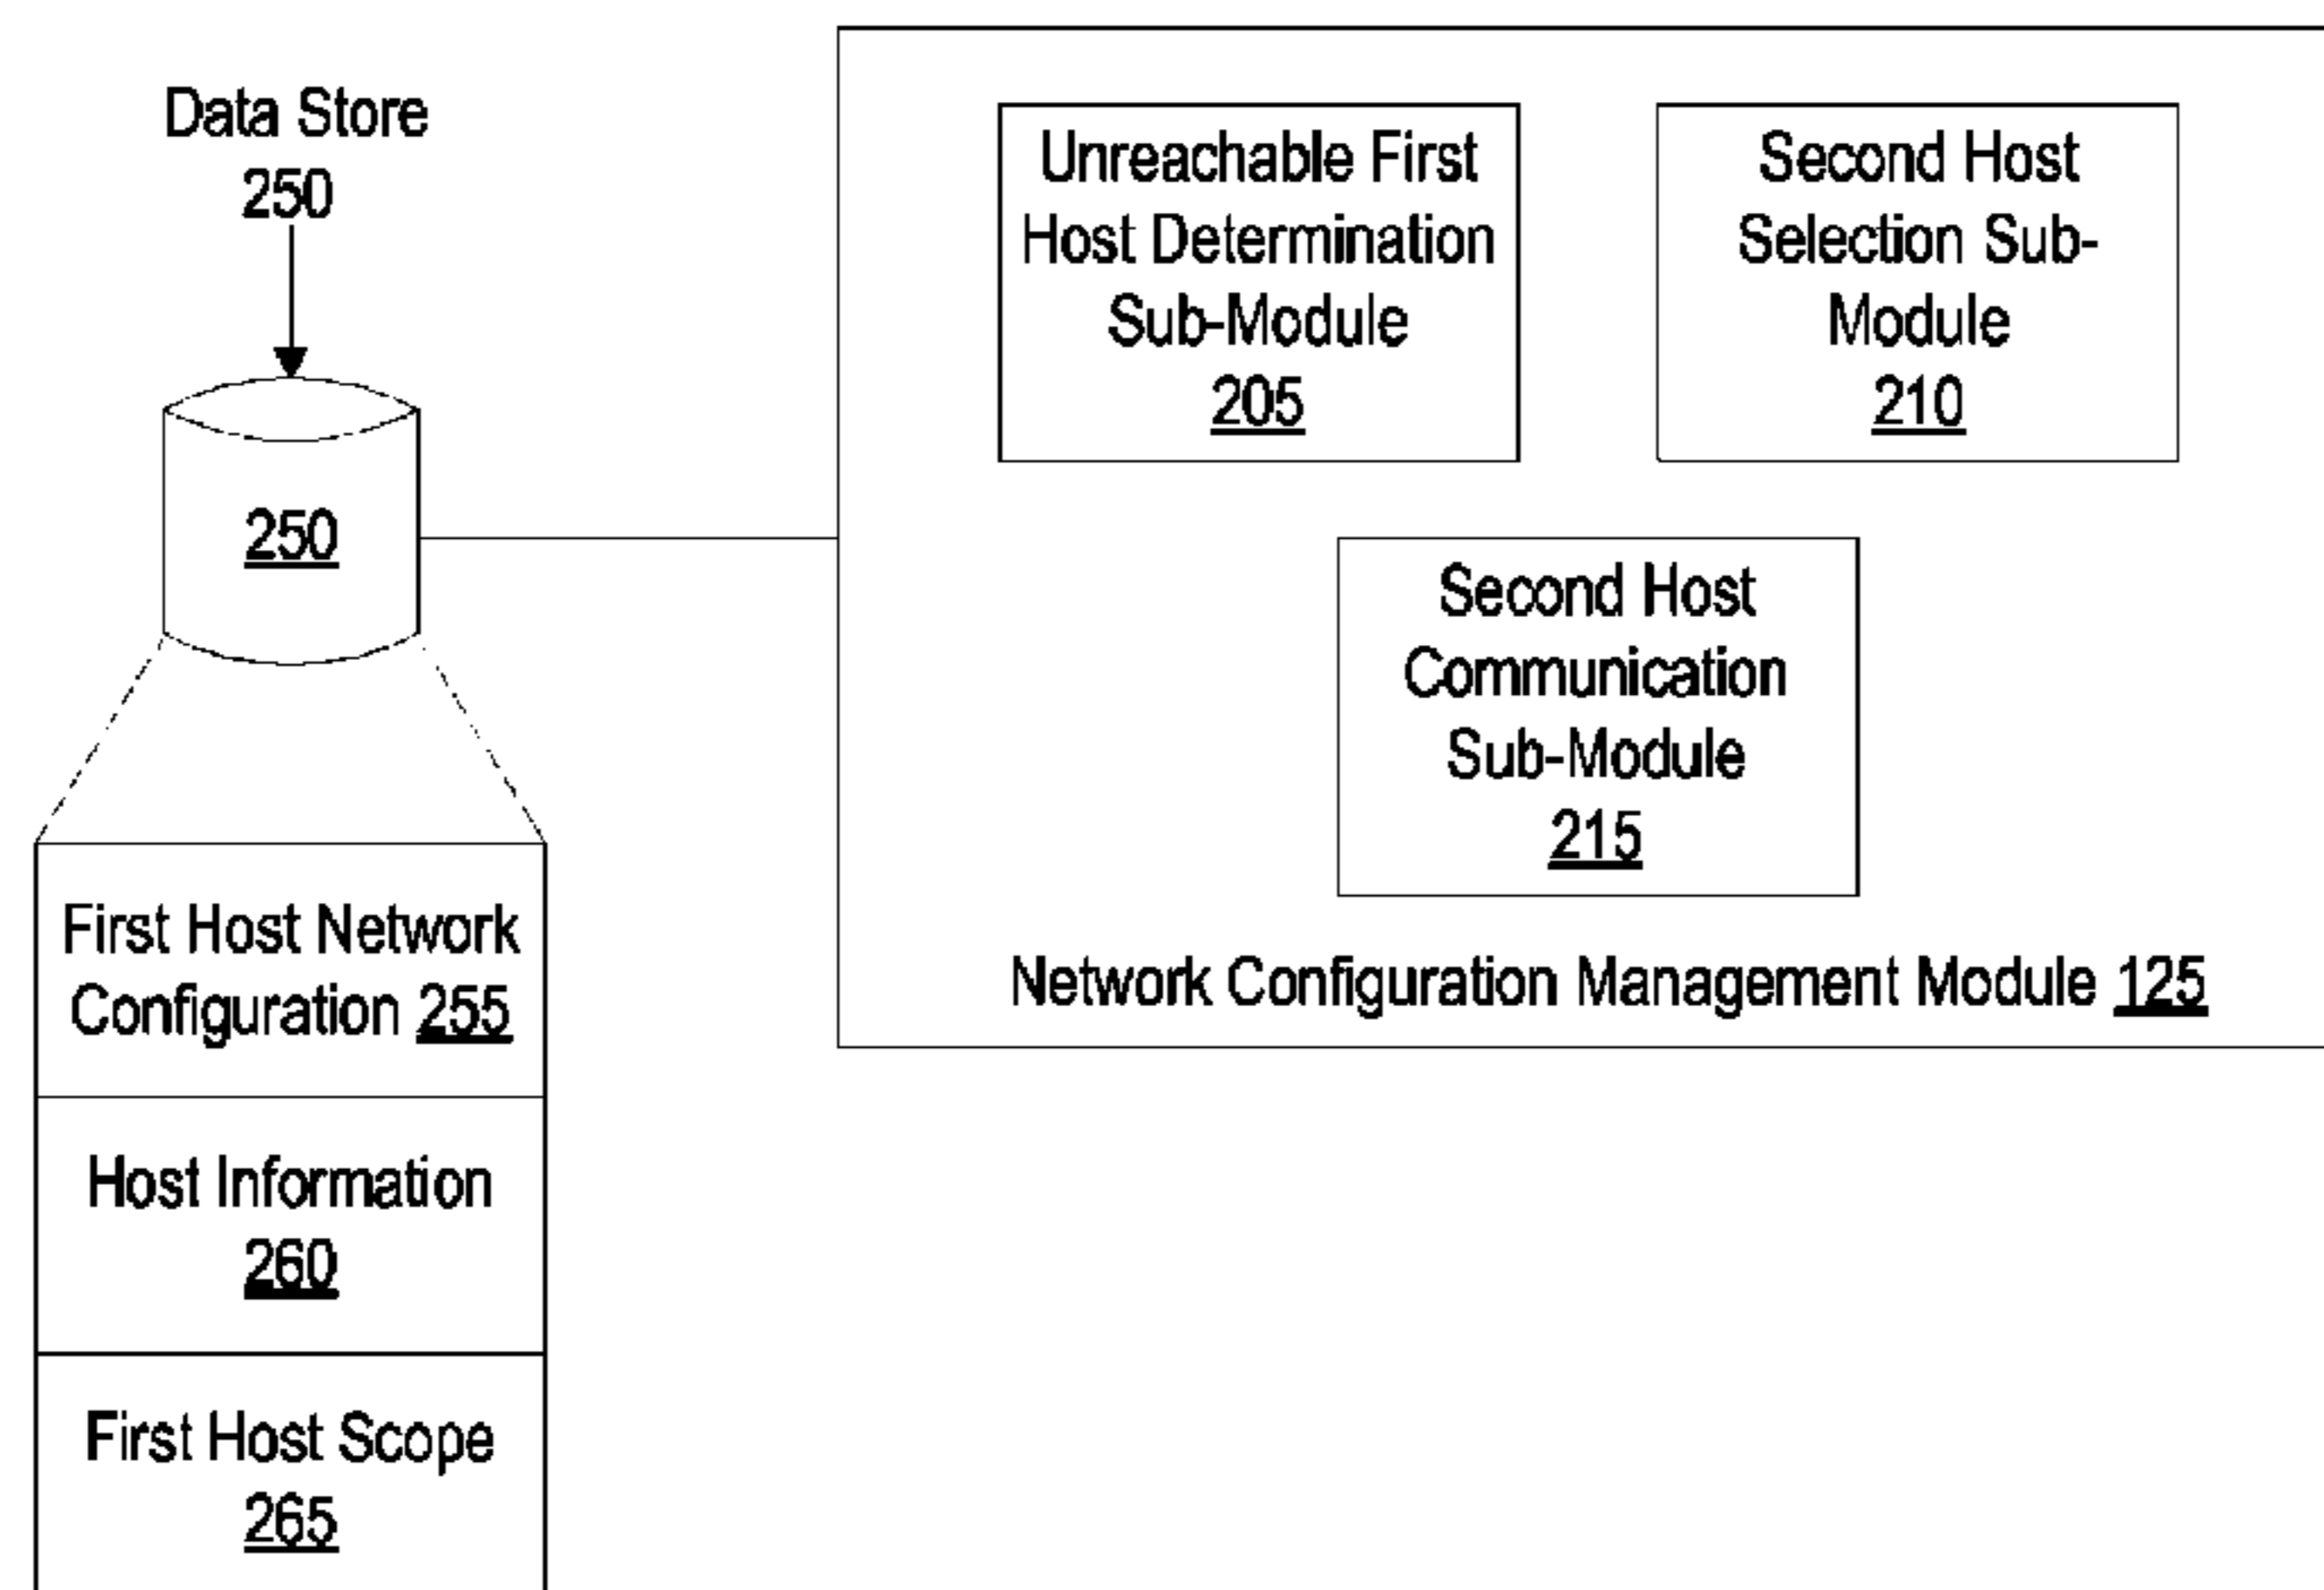 Data Store
250
250
First Host Network
Configuration 255
Host Information
260
First Host Scope
265
Unreachable First
Host Determination
Sub-Module
205
Second Host
Selection Sub-
Module
210
Second Host
Communication
Sub-Module
215
Network Configuration Management Module 125